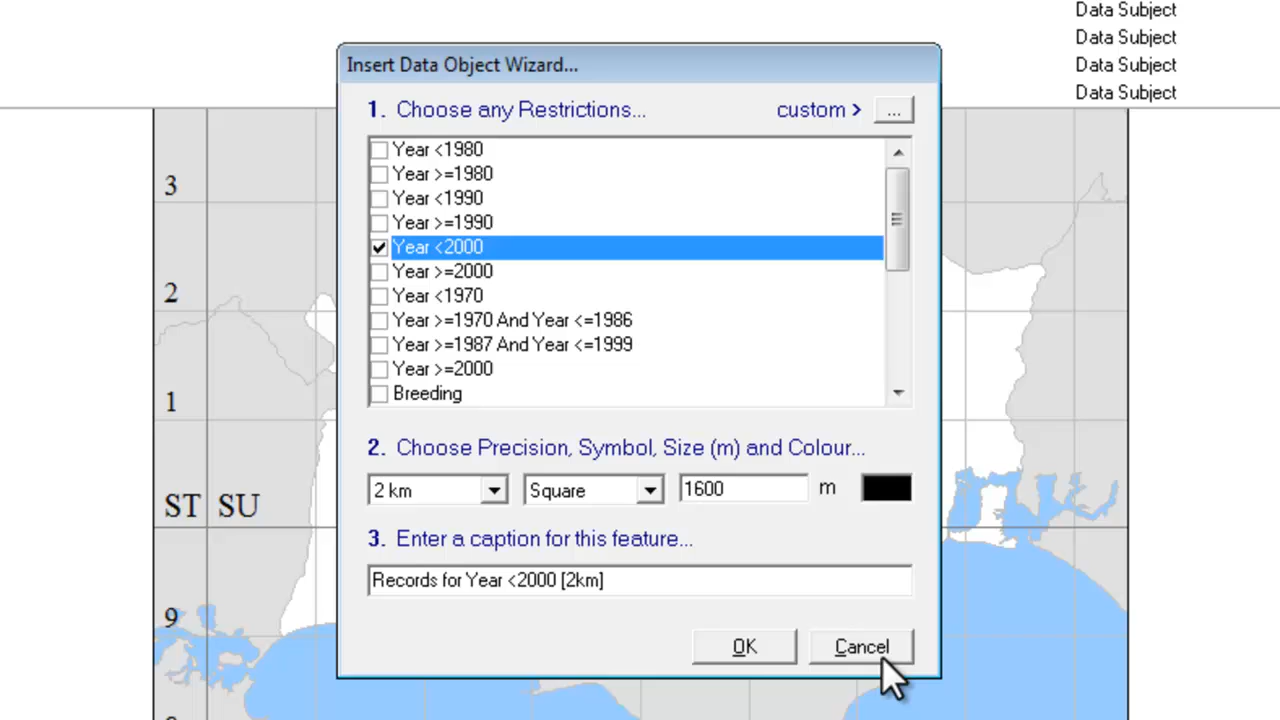 Data Subject
Data Subject
Data Subject
Data Subject
Insert Data Object Wizard...
1. Choose any Restrictions... custom > ...
Year <1980
Year >=1980
Year <1990
Year >=1990
Year <2000
Year >=2000
Year <1970
Year >=1970 And Year <=1986
Year >=1987 And Year <=1999
Year >=2000
Breeding
2. Choose Precision, Symbol, Size (m) and Colour...
2 km Square 1600 m
3. Enter a caption for this feature...
Records for Year <2000 [2km]
OK Cancel
3
2
1
ST SU
9